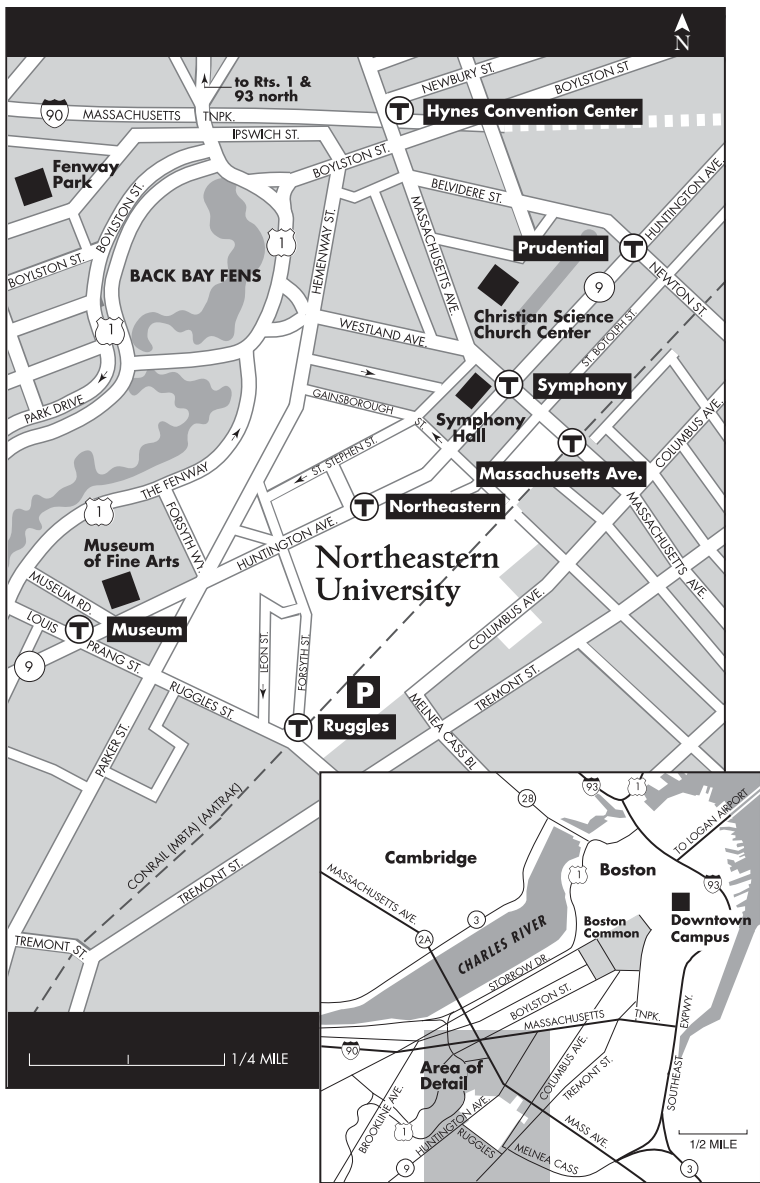 N
to Rts. 1 &
93 north
NEWBURY ST.
BOYLSTON ST
90
MASSACHUSETTS TNPK.
T Hynes Convention Center
IPSWICH ST.
BOYLSTON ST.
Fenway
Park
BOYLSTON ST.
BELVIDERE ST.
HUNTINGTON AVE.
MASSACHUSETTS AVE.
HEMENWAY ST.
1
Prudential T
BOYLSTON ST.
BACK BAY FENS
NEWTON ST.
9
Christian Science
Church Center
1
WESTLAND AVE.
ST. BOTOLPH ST.
T Symphony
PARK DRIVE
GAINSBOROUGH ST.
Symphony
Hall
COLUMBUS AVE.
T
Massachusetts Ave.
ST. STEPHEN ST.
THE FENWAY
1
FORSYTH WY.
T Northeastern
HUNTINGTON AVE.
MASSACHUSETTS AVE.
Museum
of Fine Arts
Northeastern
University
MUSEUM RD.
LOUIS PRANG ST.
T Museum
COLUMBUS AVE.
LEON ST.
FORSYTH ST.
9
TREMONT ST.
RUGGLES ST.
P
T Ruggles
MELNEA CASS BL
PARKER ST.
CONRAIL (MBTA) (AMTRAK)
TREMONT ST.
TREMONT ST.
1/4 MILE
93
1
28
TO LOGAN AIRPORT
Cambridge
1
Boston
93
MASSACHUSETTS AVE.
3
2A
CHARLES RIVER
Boston
Common
Downtown
Campus
STORROW DR.
BOYLSTON ST.
MASSACHUSETTS TNPK.
90
Area of
Detail
COLUMBUS AVE.
TREMONT ST.
SOUTHEAST EXPWY.
BROOKLINE AVE.
1
HUNTINGTON AVE.
RUGGLES
MASS AVE.
9
MELNEA CASS
1/2 MILE
3